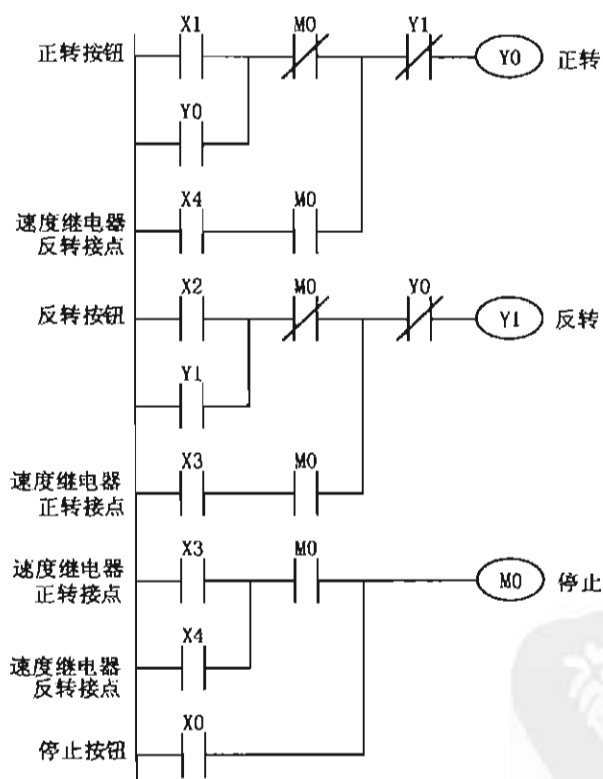 X1 M0 Y1
正转按钮 Y0 正转
Y0
X4 M0
速度继电器
反转接点
X2 M0 Y0
反转按钮 Y1 反转
Y1
X3 M0
速度继电器
正转接点
X3 M0
速度继电器
正转接点 M0 停止
X4
速度继电器
反转接点
X0
停止按钮